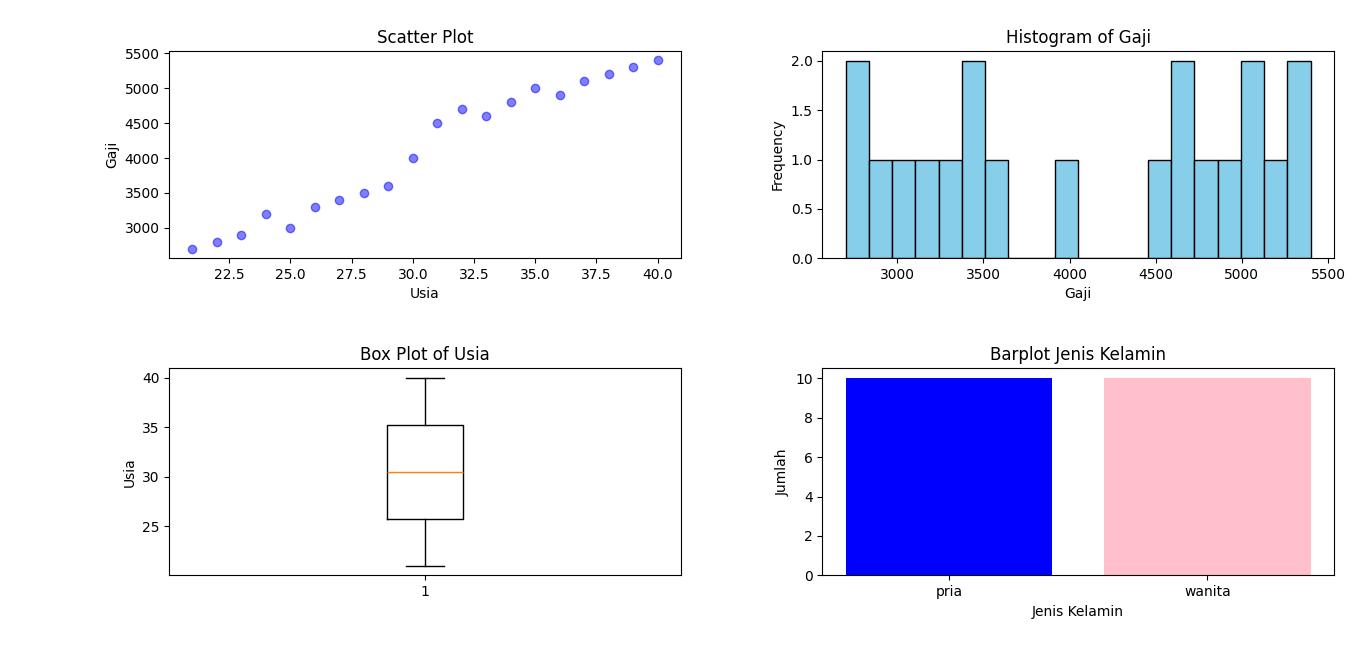 Scatter Plot
5500
5000
4500
4000
3500
3000
Gaji
22.5 25.0 27.5 30.0 32.5 35.0 37.5 40.0
Usia
Histogram of Gaji
2.0
1.5
1.0
0.5
0.0
Frequency
3000 3500 4000 4500 5000 5500
Gaji
Box Plot of Usia
40
35
30
25
Usia
1
Barplot Jenis Kelamin
10
8
6
4
2
0
Jumlah
pria wanita
Jenis Kelamin